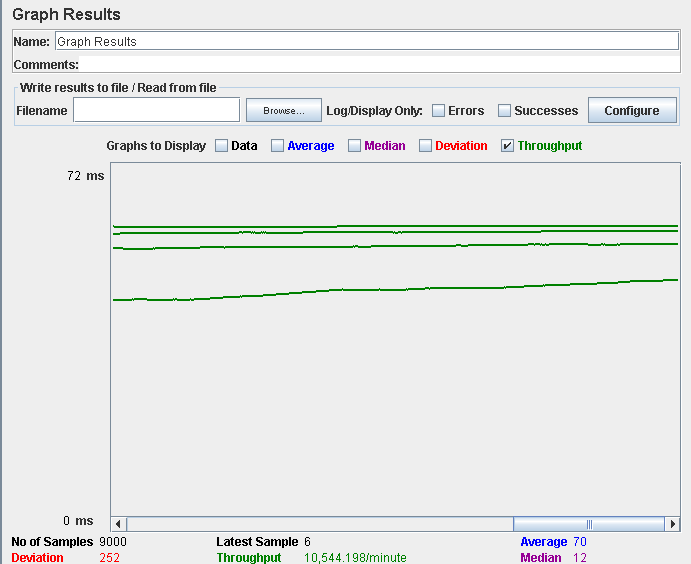 Graph Results
Name: Graph Results
Comments:
Write results to file / Read from file
Filename Browse... Log/Display Only: Errors Successes Configure
Graphs to Display Data Average Median Deviation Throughput
72 ms
0 ms
No of Samples 9000 Latest Sample 6 Average 70
Deviation 252 Throughput 10,544.198/minute Median 12